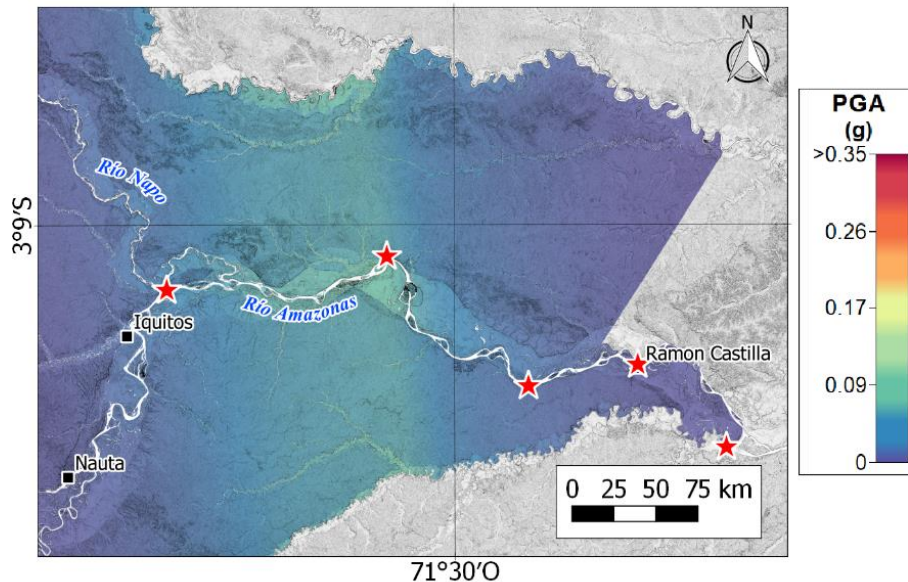 N
PGA
(g)
>0.35
0.26
0.17
0.09
0
Río Napo
3°9'S
Río Amazonas
Iquitos
Ramon Castilla
Nauta
0 25 50 75 km
71°30'O